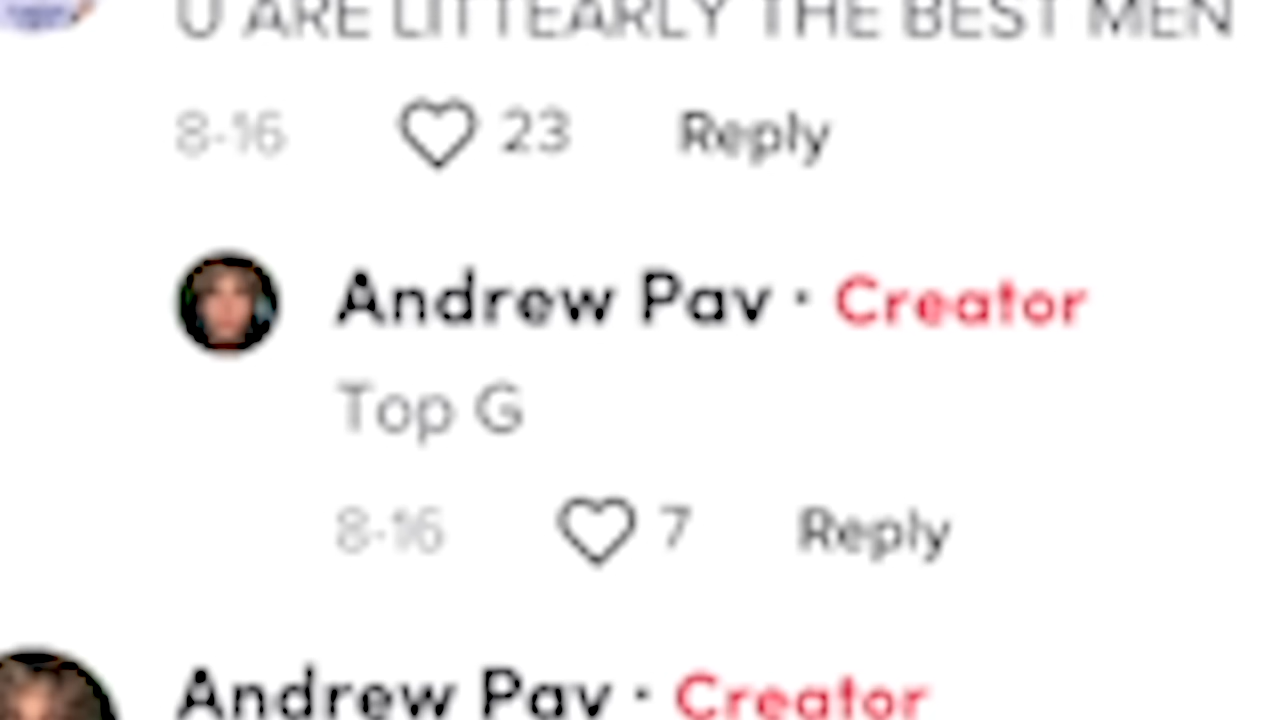 U ARE LITTEARLY THE BEST MEN
8-16 23 Reply
Andrew Pav · Creator
Top G
8-16 7 Reply
Andrew Pav · Creator